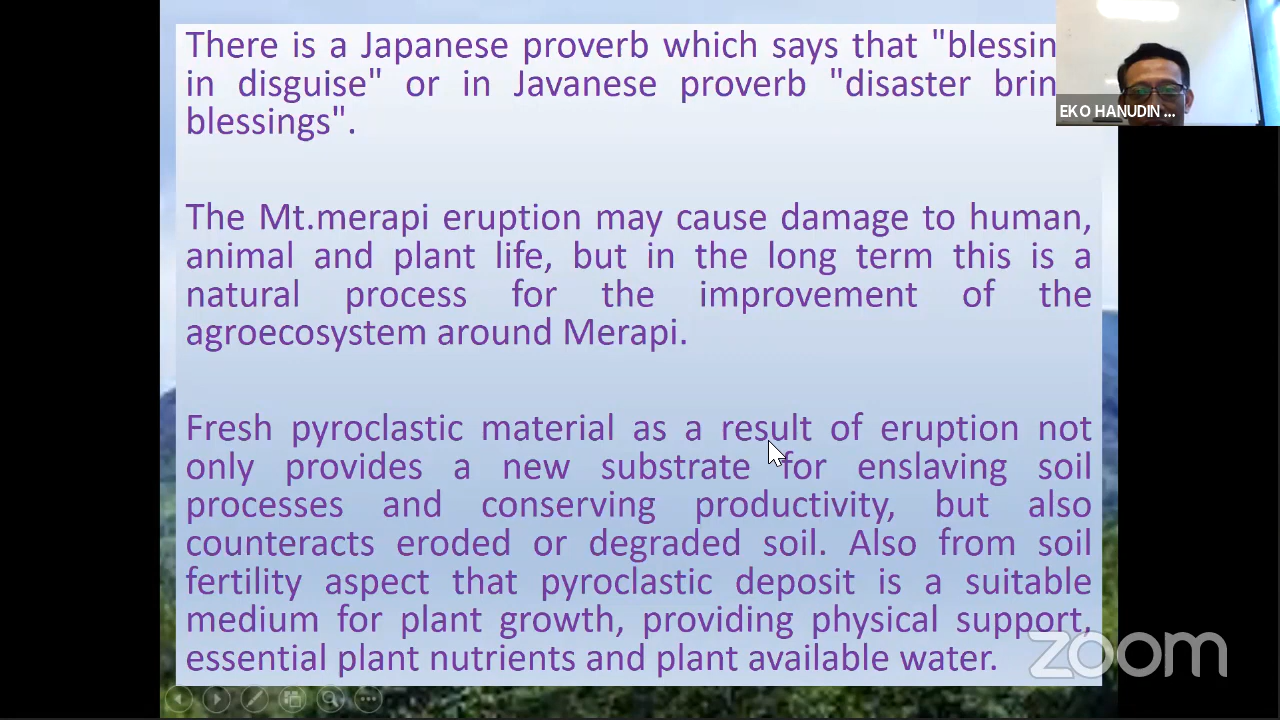 There is a Japanese proverb which says that "blessin
in disguise" or in Javanese proverb "disaster brin
blessings".
EKO HANUDIN ...
The Mt.merapi eruption may cause damage to human,
animal and plant life, but in the long term this is a
natural process for the improvement of the
agroecosystem around Merapi.
Fresh pyroclastic material as a result of eruption not
only provides a new substrate for enslaving soil
processes and conserving productivity, but also
counteracts eroded or degraded soil. Also from soil
fertility aspect that pyroclastic deposit is a suitable
medium for plant growth, providing physical support,
essential plant nutrients and plant available water.
zoom